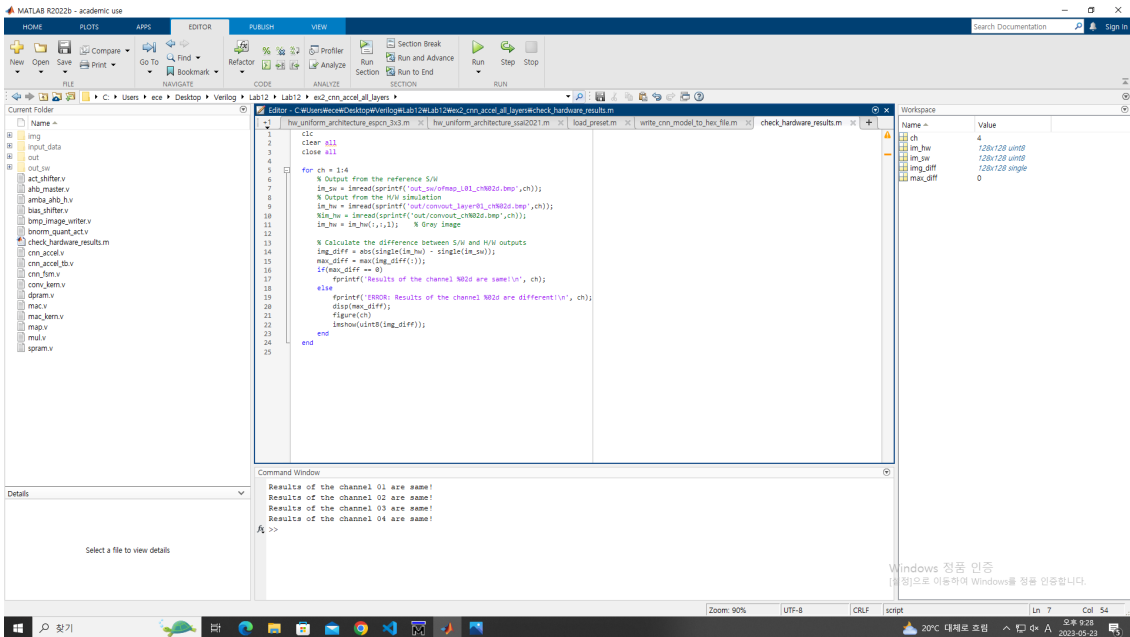 MATLAB R2022b - academic use
HOME PLOTS APPS EDITOR PUBLISH VIEW Search Documentation Sign In
New Open Save Compare Print Go To Find Bookmark Refactor Profiler Analyze Run Section Section Break Run and Advance Run to End Run Step Stop
FILE NAVIGATE CODE ANALYZE SECTION RUN
C: Users ece Desktop Verilog Lab12 Lab12 ex2_cnn_accel_all_layers
Current Folder
Name
img
input_data
out
out_sw
act_shifter.v
ahb_master.v
amba_ahb_h.v
bias_shifter.v
bmp_image_writer.v
bnorm_quant_act.v
check_hardware_results.m
cnn_accel.v
cnn_accel_tb.v
cnn_fsm.v
conv_kern.v
dpram.v
mac.v
mac_kern.v
map.v
mul.v
spram.v
Details
Select a file to view details
Editor - C:₩Users₩ece₩Desktop₩Verilog₩Lab12₩Lab12₩ex2_cnn_accel_all_layers₩check_hardware_results.m
hw_uniform_architecture_espcn_3x3.m hw_uniform_architecture_ssai2021.m load_preset.m write_cnn_model_to_hex_file.m check_hardware_results.m
1 clc
2 clear all
3 close all
4
5 for ch = 1:4
6 % Output from the reference S/W
7 im_sw = imread(sprintf('out_sw/ofmap_L01_ch%02d.bmp',ch));
8 % Output from the H/W simulation
9 im_hw = imread(sprintf('out/convout_layer01_ch%02d.bmp',ch));
10 %im_hw = imread(sprintf('out/convout_ch%02d.bmp',ch));
11 im_hw = im_hw(:,:,1); % Gray image
12
13 % Calculate the difference between S/W and H/W outputs
14 img_diff = abs(single(im_hw) - single(im_sw));
15 max_diff = max(img_diff(:));
16 if(max_diff == 0)
17 fprintf('Results of the channel %02d are same!\n', ch);
18 else
19 fprintf('ERROR: Results of the channel %02d are different!\n', ch);
20 disp(max_diff);
21 figure(ch)
22 imshow(uint8(img_diff));
23 end
24 end
25
Command Window
Results of the channel 01 are same!
Results of the channel 02 are same!
Results of the channel 03 are same!
Results of the channel 04 are same!
fx >>
Workspace
Name Value
ch 4
im_hw 128x128 uint8
im_sw 128x128 uint8
img_diff 128x128 single
max_diff 0
Windows 정품 인증
[설정]으로 이동하여 Windows를 정품 인증합니다.
Zoom: 90% UTF-8 CRLF script Ln 7 Col 54
찾기
20°C 대체로 흐림 A 오후 9:28
2023-05-23
5